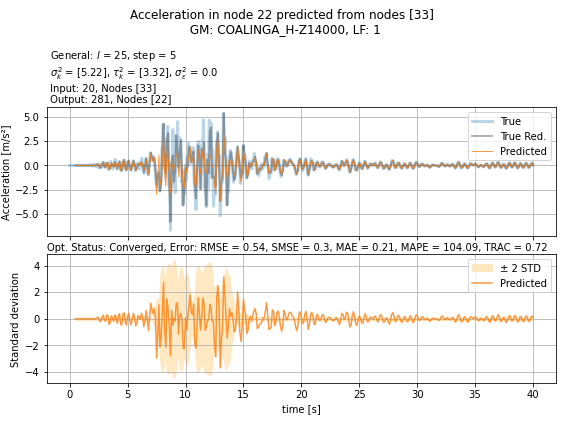 Acceleration in node 22 predicted from nodes [33]
GM: COALINGA_H-Z14000, LF: 1
General: l = 25, step = 5
σ²ₖ = [5.22], τ²ₖ = [3.32], σ²ε = 0.0
Input: 20, Nodes [33]
Output: 281, Nodes [22]
5.0
2.5
0.0
−2.5
−5.0
Acceleration [m/s²]
True
True Red.
Predicted
Opt. Status: Converged, Error: RMSE = 0.54, SMSE = 0.3, MAE = 0.21, MAPE = 104.09, TRAC = 0.72
4
2
0
−2
−4
Standard deviation
± 2 STD
Predicted
0 5 10 15 20 25 30 35 40
time [s]